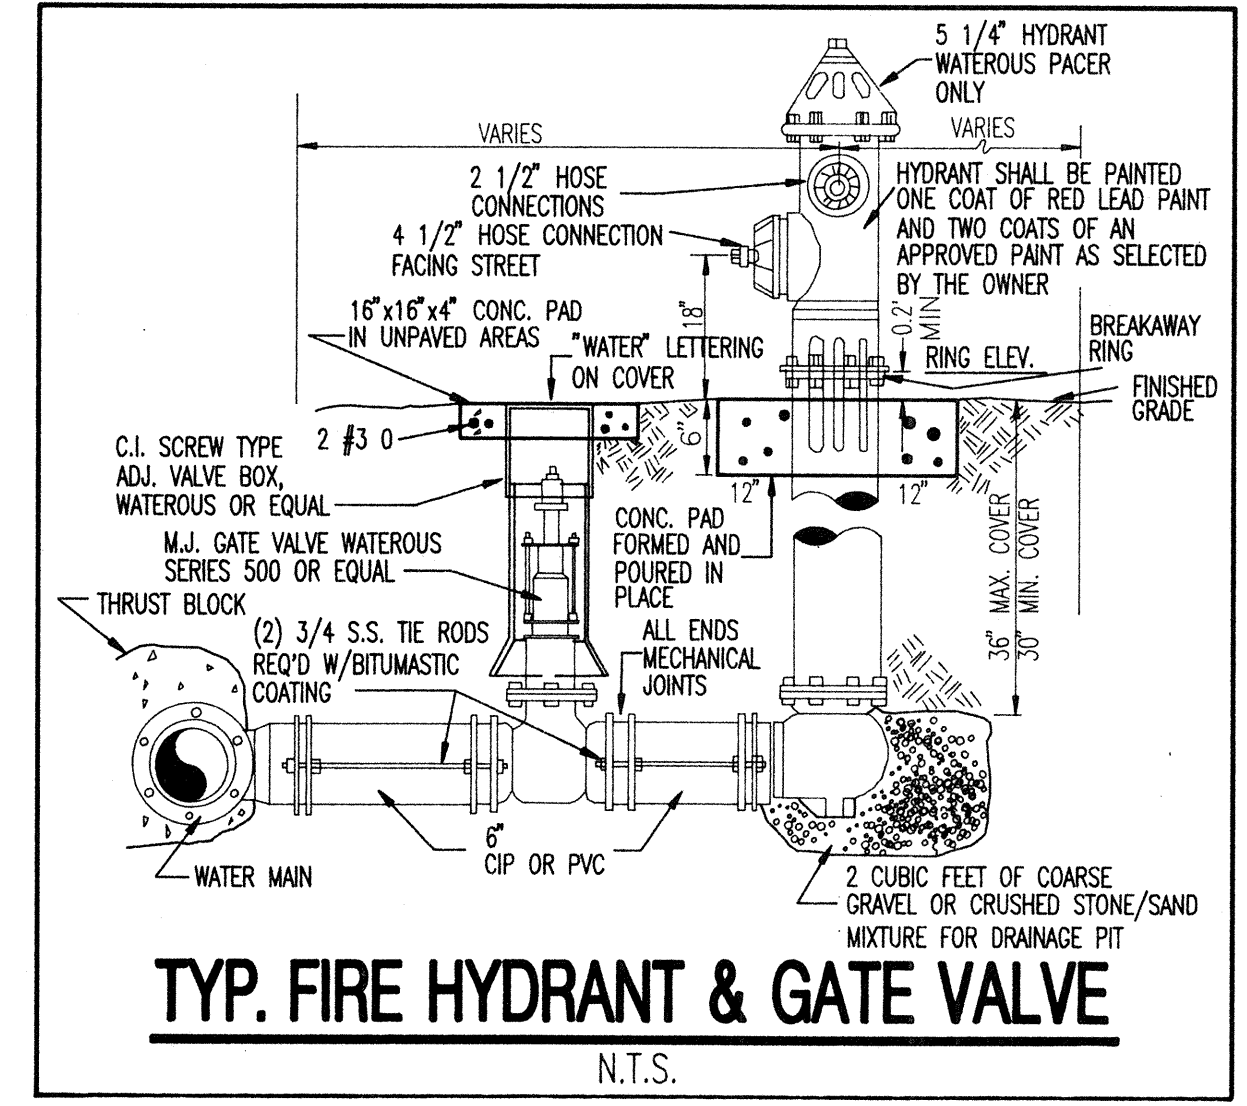 5 1/4" HYDRANT
WATEROUS PACER
ONLY
VARIES
VARIES
2 1/2" HOSE
CONNECTIONS
HYDRANT SHALL BE PAINTED
ONE COAT OF RED LEAD PAINT
AND TWO COATS OF AN
APPROVED PAINT AS SELECTED
BY THE OWNER
4 1/2" HOSE CONNECTION
FACING STREET
16"x16"x4" CONC. PAD
IN UNPAVED AREAS
18"
0.2'
MIN
BREAKAWAY
RING
"WATER" LETTERING
ON COVER
RING ELEV.
FINISHED
GRADE
2 #3 O
6"
C.I. SCREW TYPE
ADJ. VALVE BOX,
WATEROUS OR EQUAL
12"
12"
CONC. PAD
FORMED AND
POURED IN
PLACE
M.J. GATE VALVE WATEROUS
SERIES 500 OR EQUAL
36" MAX. COVER
30" MIN. COVER
THRUST BLOCK
(2) 3/4 S.S. TIE RODS
REQ'D W/BITUMASTIC
COATING
ALL ENDS
MECHANICAL
JOINTS
6"
CIP OR PVC
WATER MAIN
2 CUBIC FEET OF COARSE
GRAVEL OR CRUSHED STONE/SAND
MIXTURE FOR DRAINAGE PIT
TYP. FIRE HYDRANT & GATE VALVE
N.T.S.